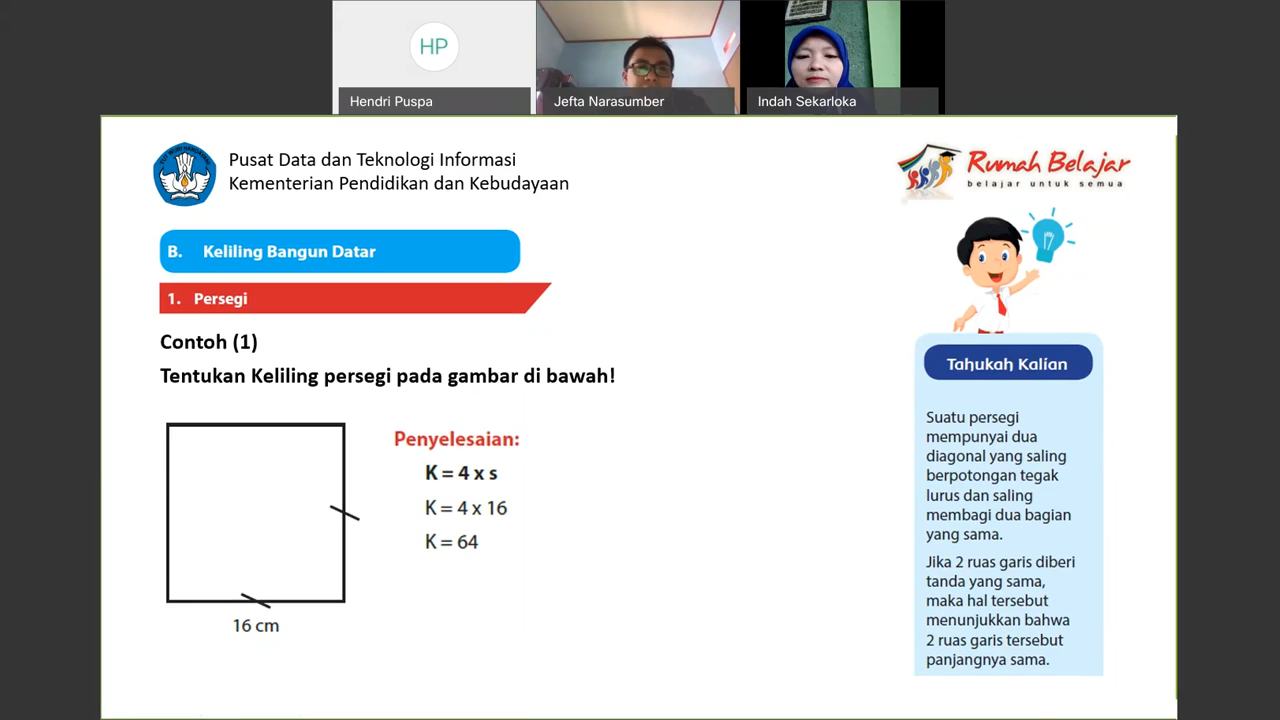 HP
Hendri Puspa
Jefta Narasumber
Indah Sekarloka
Pusat Data dan Teknologi Informasi
Kementerian Pendidikan dan Kebudayaan
Rumah Belajar
belajar untuk semua
B. Keliling Bangun Datar
1. Persegi
Contoh (1)
Tentukan Keliling persegi pada gambar di bawah!
16 cm
Penyelesaian:
K = 4 x s
K = 4 x 16
K = 64
Tahukah Kalian
Suatu persegi
mempunyai dua
diagonal yang saling
berpotongan tegak
lurus dan saling
membagi dua bagian
yang sama.
Jika 2 ruas garis diberi
tanda yang sama,
maka hal tersebut
menunjukkan bahwa
2 ruas garis tersebut
panjangnya sama.